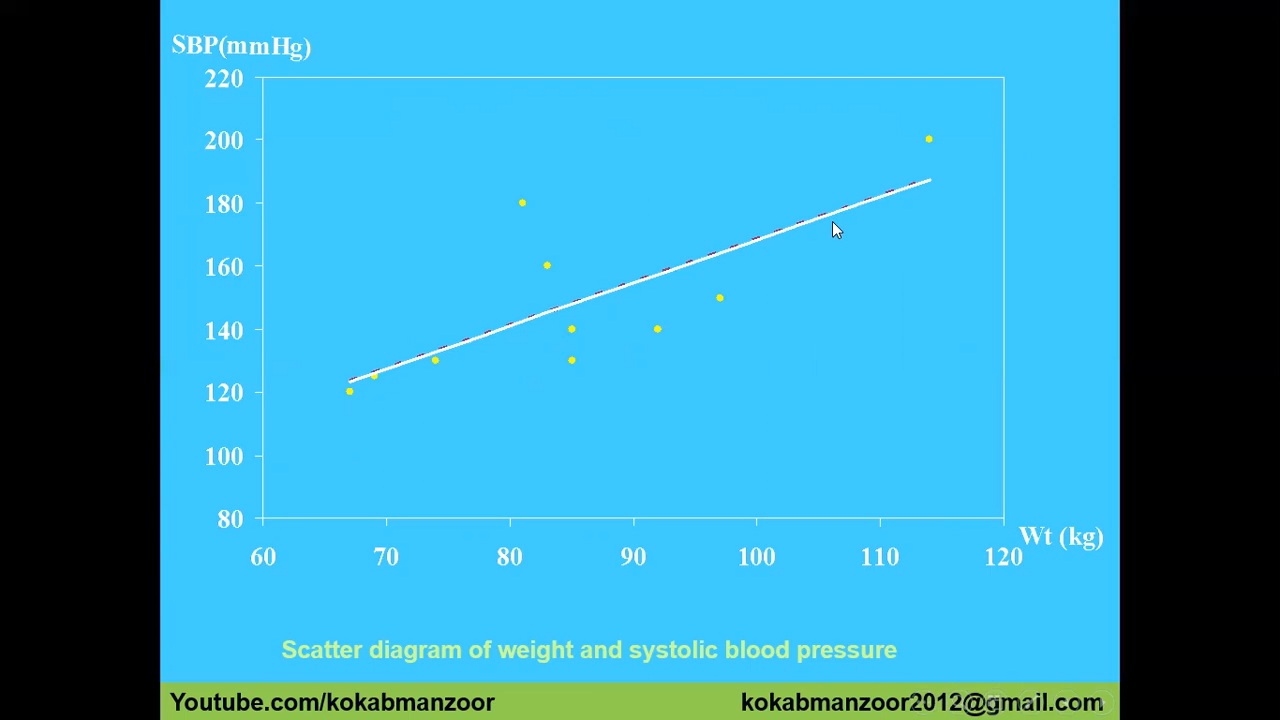 SBP(mmHg)
220
200
180
160
140
120
100
80
60 70 80 90 100 110 120
Wt (kg)
Scatter diagram of weight and systolic blood pressure
Youtube.com/kokabmanzoor kokabmanzoor2012@gmail.com